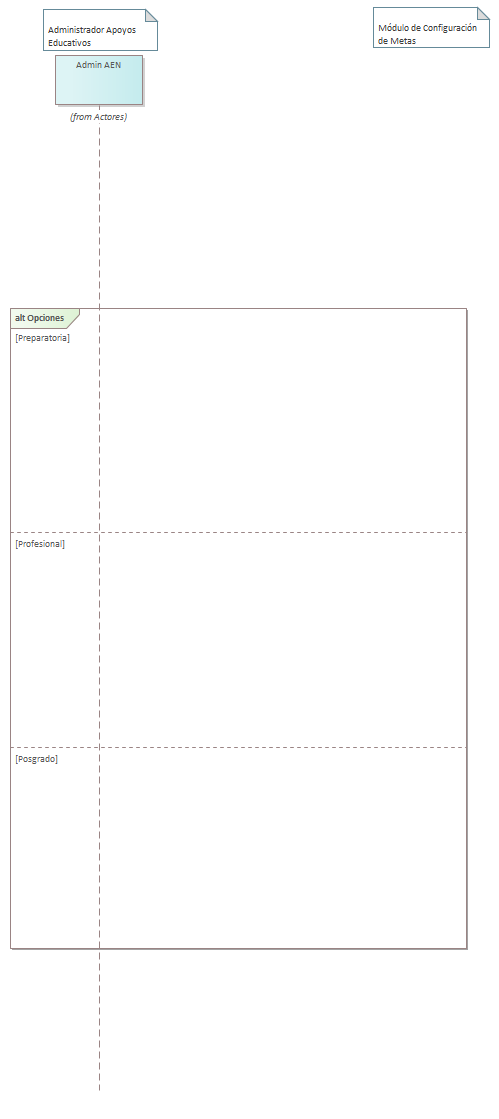 Administrador Apoyos
Educativos
Módulo de Configuración
de Metas
Admin AEN
(from Actores)
alt Opciones
[Preparatoria]
[Profesional]
[Posgrado]